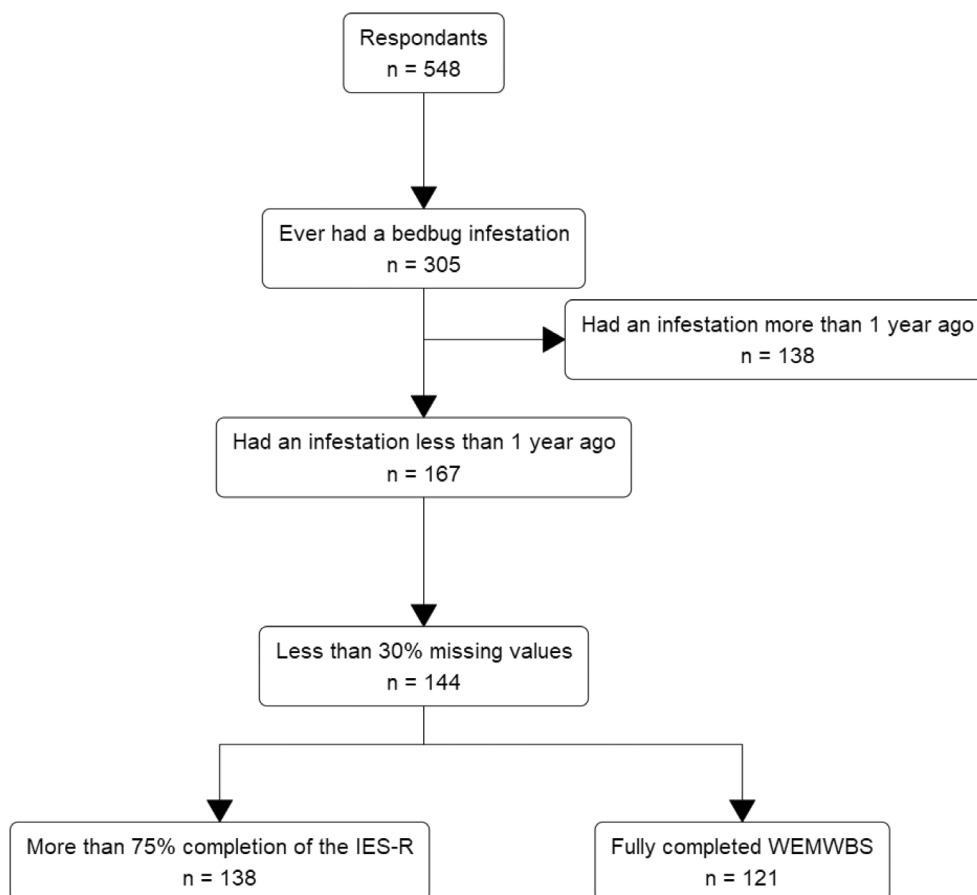 Respondants
n = 548
Ever had a bedbug infestation
n = 305
Had an infestation more than 1 year ago
n = 138
Had an infestation less than 1 year ago
n = 167
Less than 30% missing values
n = 144
More than 75% completion of the IES-R
n = 138
Fully completed WEMWBS
n = 121